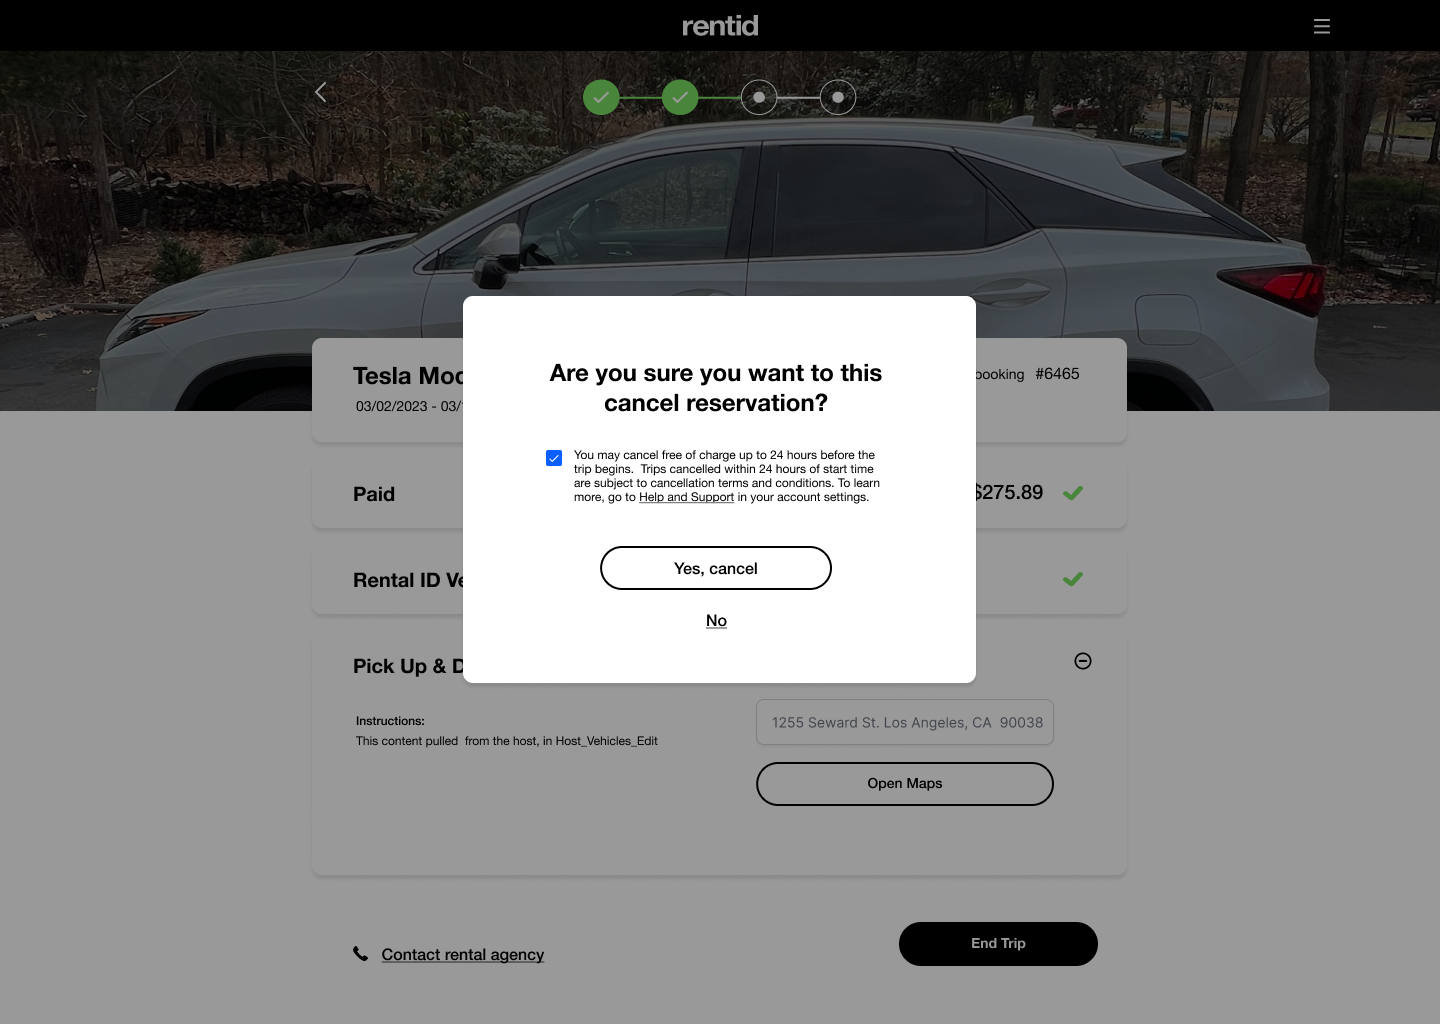 rentid
Tesla Mod
booking #6465
03/02/2023 - 03/
Are you sure you want to this
cancel reservation?
You may cancel free of charge up to 24 hours before the
trip begins.  Trips cancelled within 24 hours of start time
are subject to cancellation terms and conditions. To learn
more, go to Help and Support in your account settings.
Yes, cancel
No
Paid
$275.89
Rental ID Ve
Pick Up & D
Instructions:
This content pulled  from the host, in Host_Vehicles_Edit
1255 Seward St. Los Angeles, CA  90038
Open Maps
Contact rental agency
End Trip